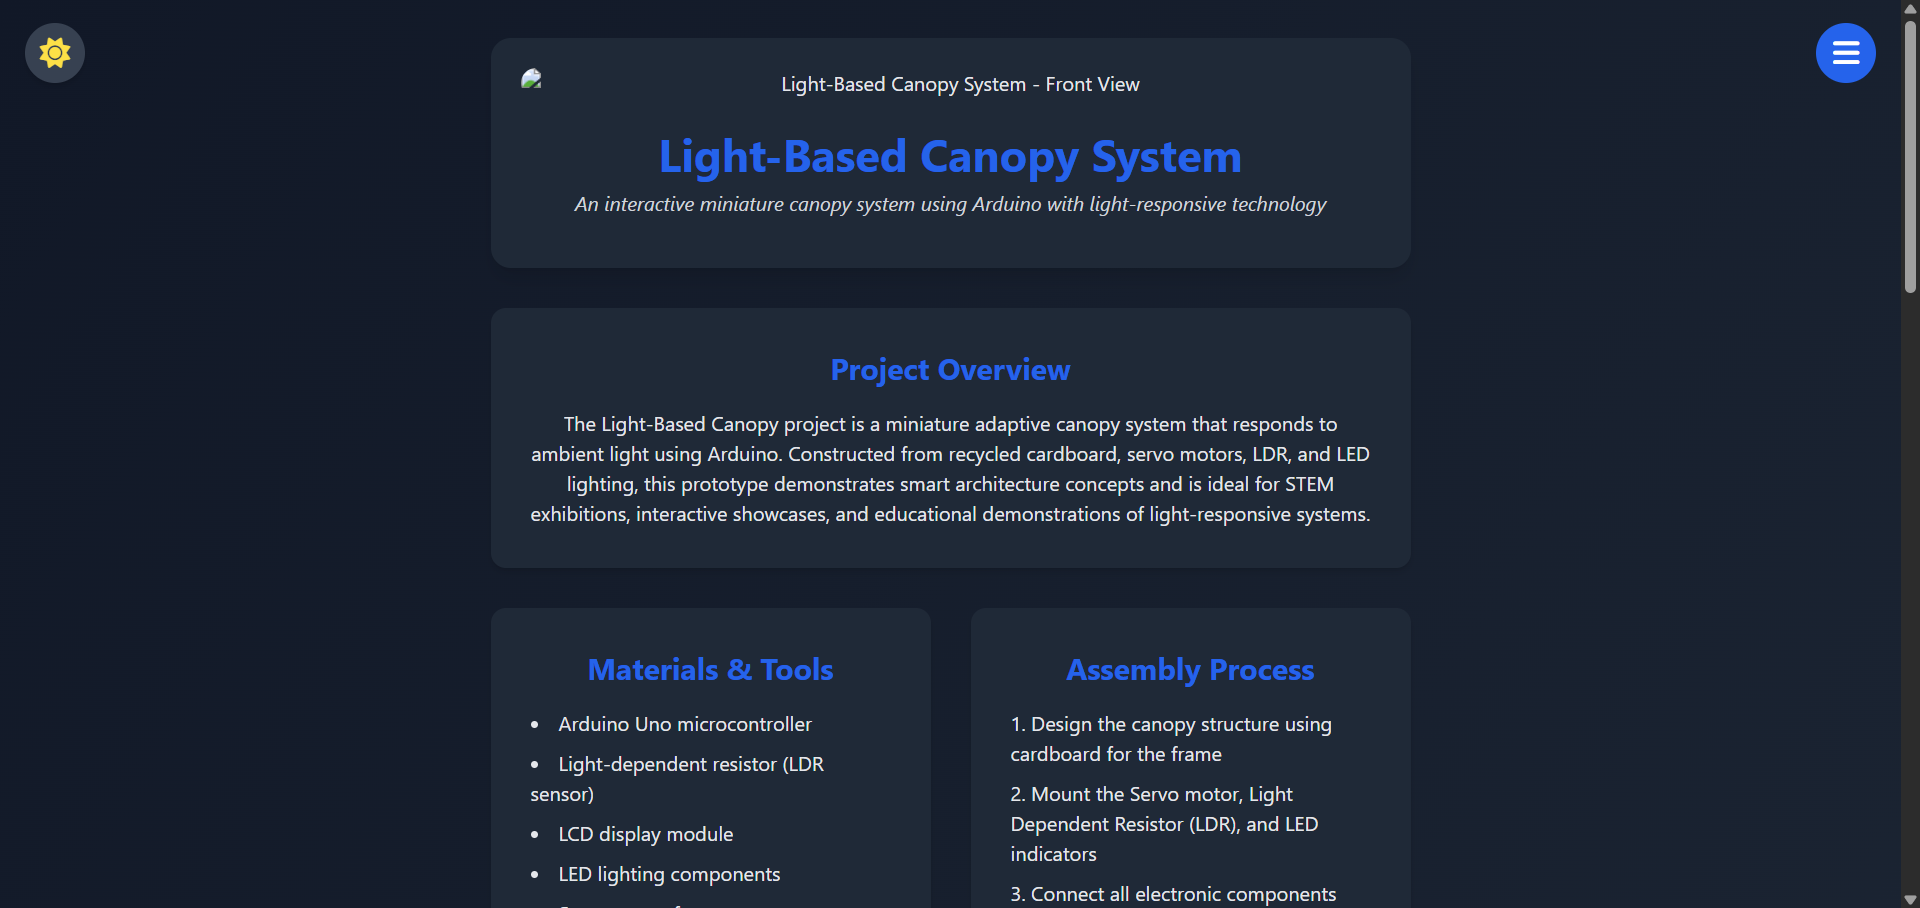 Light-Based Canopy System - Front View
Light-Based Canopy System
An interactive miniature canopy system using Arduino with light-responsive technology
Project Overview
The Light-Based Canopy project is a miniature adaptive canopy system that responds to
ambient light using Arduino. Constructed from recycled cardboard, servo motors, LDR, and LED
lighting, this prototype demonstrates smart architecture concepts and is ideal for STEM
exhibitions, interactive showcases, and educational demonstrations of light-responsive systems.
Materials & Tools
• Arduino Uno microcontroller
• Light-dependent resistor (LDR
sensor)
• LCD display module
• LED lighting components
Assembly Process
1. Design the canopy structure using
cardboard for the frame
2. Mount the Servo motor, Light
Dependent Resistor (LDR), and LED
indicators
3. Connect all electronic components